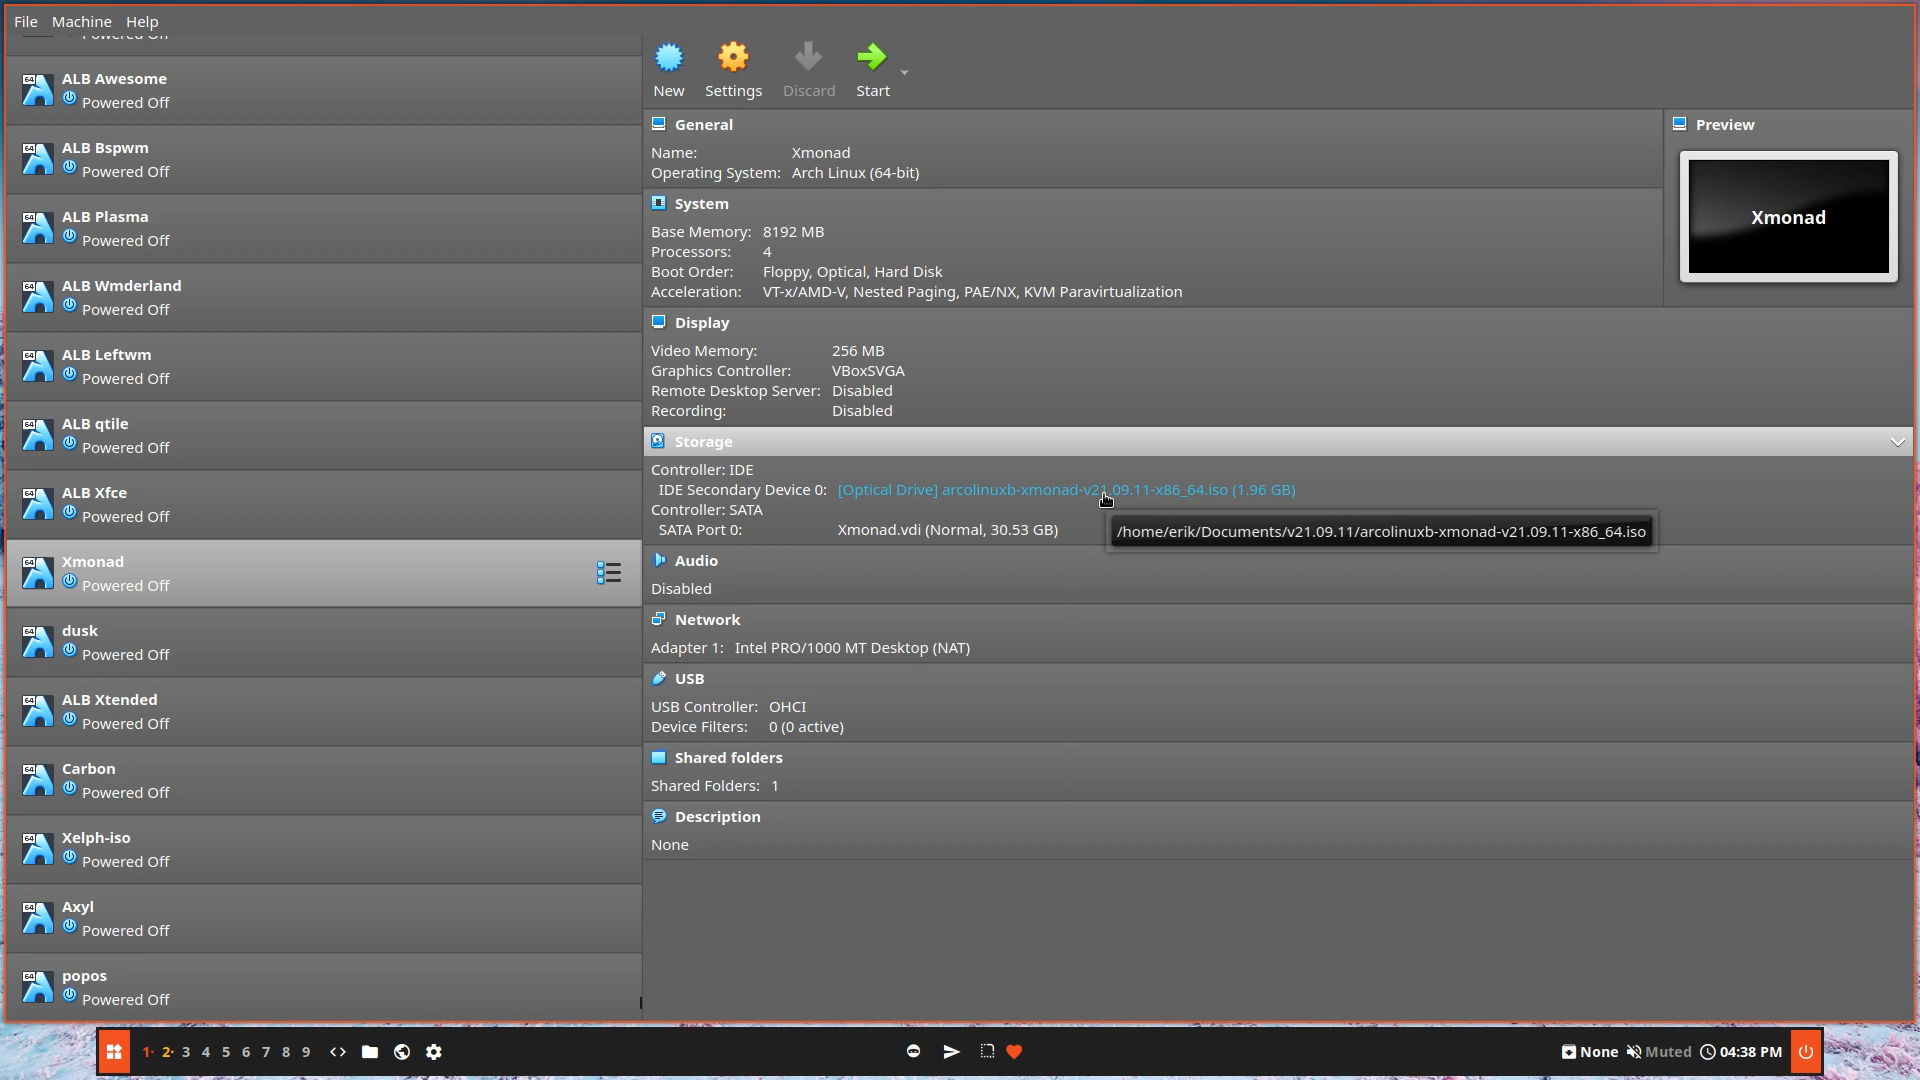 File Machine Help
Powered Off
ALB Awesome
Powered Off
ALB Bspwm
Powered Off
ALB Plasma
Powered Off
ALB Wmderland
Powered Off
ALB Leftwm
Powered Off
ALB qtile
Powered Off
ALB Xfce
Powered Off
Xmonad
Powered Off
dusk
Powered Off
ALB Xtended
Powered Off
Carbon
Powered Off
Xelph-iso
Powered Off
Axyl
Powered Off
popos
Powered Off
New Settings Discard Start
General
Name: Xmonad
Operating System: Arch Linux (64-bit)
System
Base Memory: 8192 MB
Processors: 4
Boot Order: Floppy, Optical, Hard Disk
Acceleration: VT-x/AMD-V, Nested Paging, PAE/NX, KVM Paravirtualization
Preview
Xmonad
Display
Video Memory: 256 MB
Graphics Controller: VBoxSVGA
Remote Desktop Server: Disabled
Recording: Disabled
Storage
Controller: IDE
IDE Secondary Device 0: [Optical Drive] arcolinuxb-xmonad-v21.09.11-x86_64.iso (1.96 GB)
Controller: SATA
SATA Port 0: Xmonad.vdi (Normal, 30.53 GB)
/home/erik/Documents/v21.09.11/arcolinuxb-xmonad-v21.09.11-x86_64.iso
Audio
Disabled
Network
Adapter 1: Intel PRO/1000 MT Desktop (NAT)
USB
USB Controller: OHCI
Device Filters: 0 (0 active)
Shared folders
Shared Folders: 1
Description
None
1 2 3 4 5 6 7 8 9 None Muted 04:38 PM